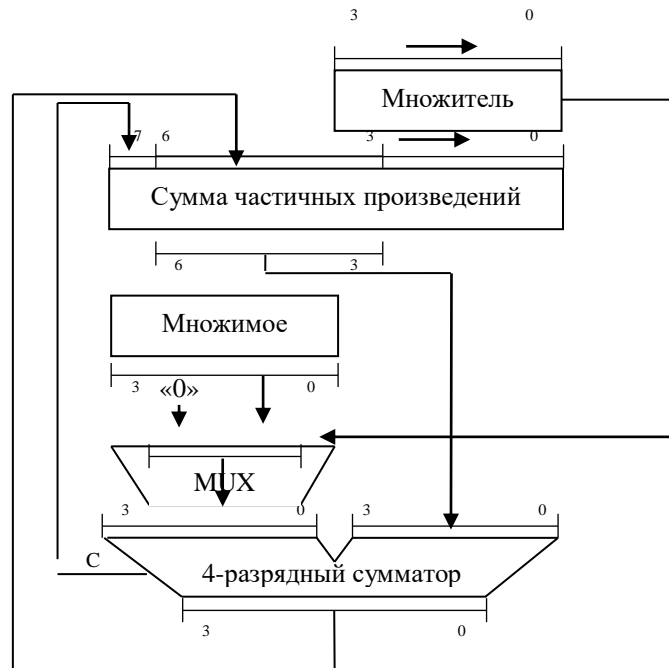 3 0
Множитель
7 6 3 0
Сумма частичных произведений
6 3
Множимое
3 0
«0»
MUX
3 0 3 0
C
4-разрядный сумматор
3 0